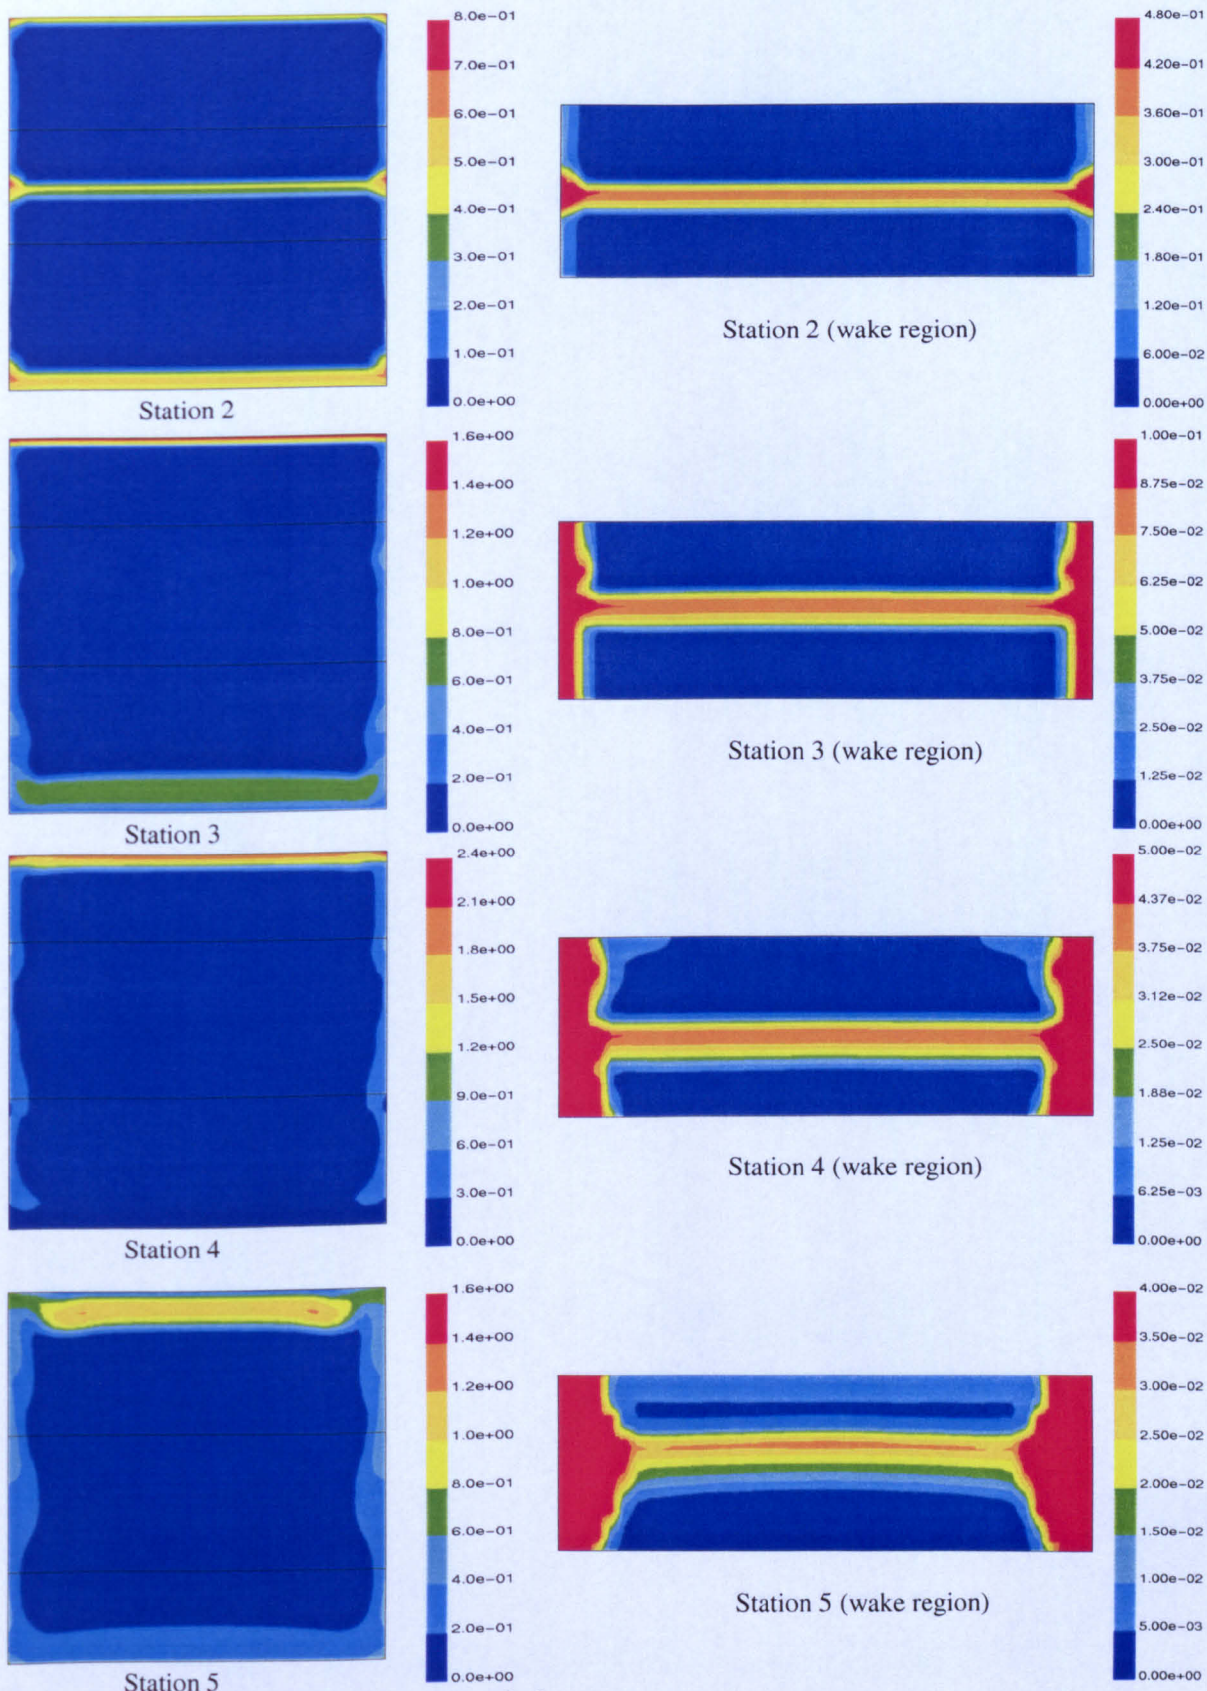 8.0e−01
7.0e−01
6.0e−01
5.0e−01
4.0e−01
3.0e−01
2.0e−01
1.0e−01
0.0e+00
Station 2
4.80e−01
4.20e−01
3.60e−01
3.00e−01
2.40e−01
1.80e−01
1.20e−01
6.00e−02
0.00e+00
Station 2 (wake region)
1.6e+00
1.4e+00
1.2e+00
1.0e+00
8.0e−01
6.0e−01
4.0e−01
2.0e−01
0.0e+00
Station 3
1.00e−01
8.75e−02
7.50e−02
6.25e−02
5.00e−02
3.75e−02
2.50e−02
1.25e−02
0.00e+00
Station 3 (wake region)
2.4e+00
2.1e+00
1.8e+00
1.5e+00
1.2e+00
9.0e−01
6.0e−01
3.0e−01
0.0e+00
Station 4
5.00e−02
4.37e−02
3.75e−02
3.12e−02
2.50e−02
1.88e−02
1.25e−02
6.25e−03
0.00e+00
Station 4 (wake region)
1.6e+00
1.4e+00
1.2e+00
1.0e+00
8.0e−01
6.0e−01
4.0e−01
2.0e−01
0.0e+00
Station 5
4.00e−02
3.50e−02
3.00e−02
2.50e−02
2.00e−02
1.50e−02
1.00e−02
5.00e−03
0.00e+00
Station 5 (wake region)